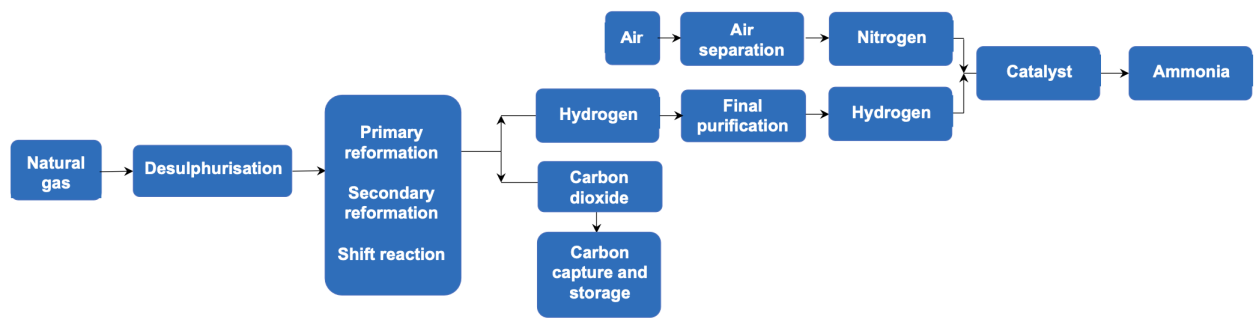 Natural
gas
Desulphurisation
Primary
reformation
Secondary
reformation
Shift reaction
Hydrogen
Carbon
dioxide
Carbon
capture and
storage
Final
purification
Hydrogen
Air
Air
separation
Nitrogen
Catalyst
Ammonia